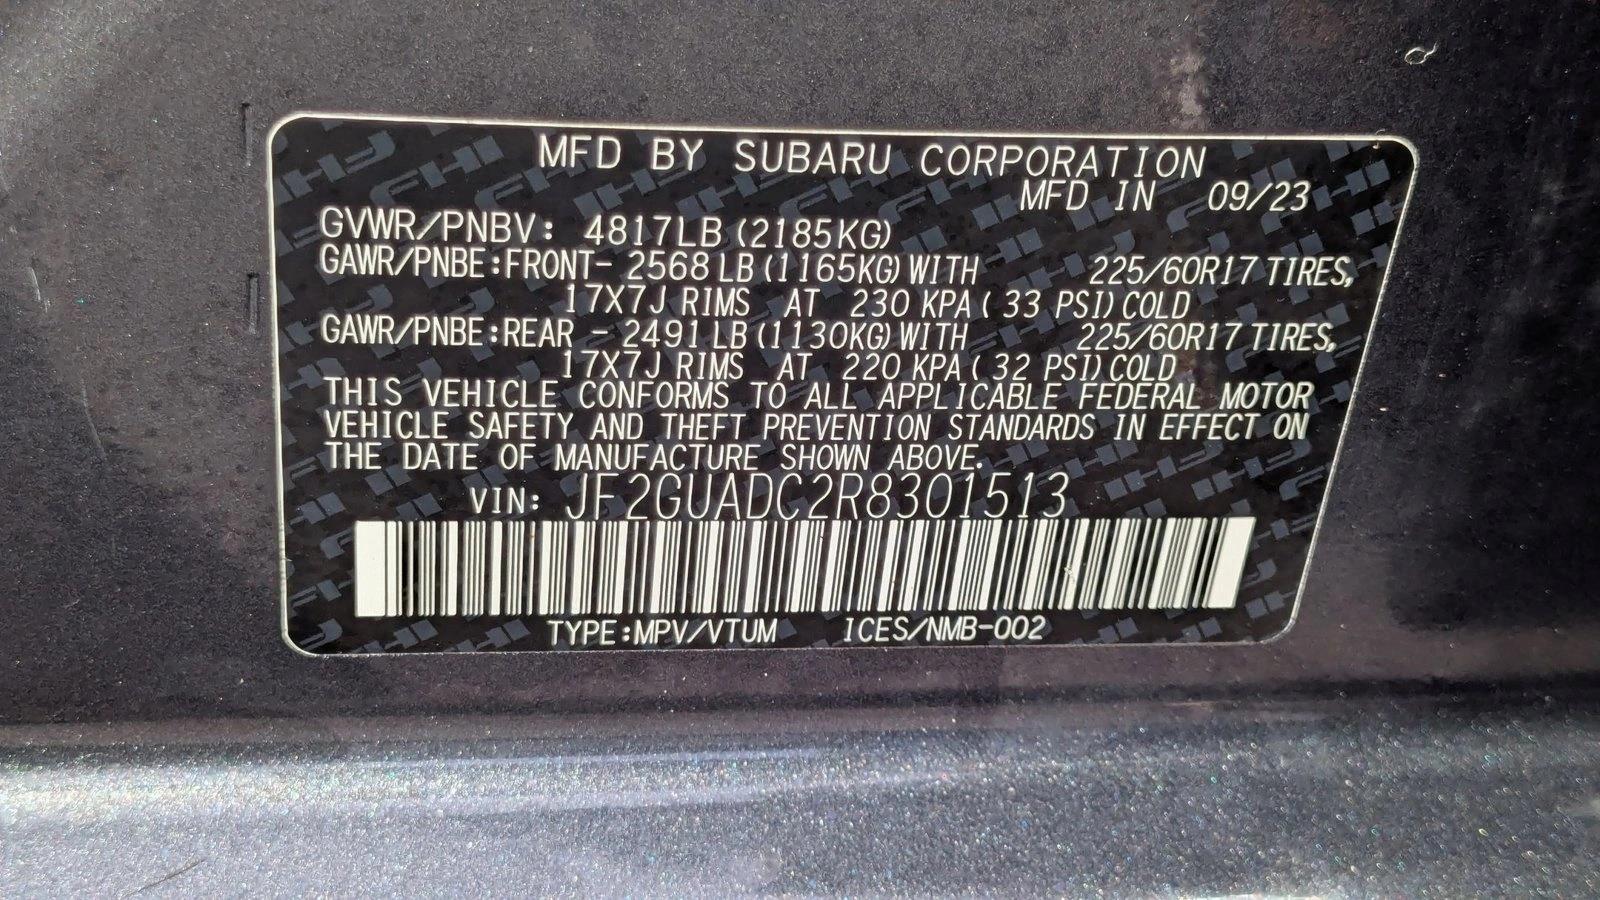 MFD BY SUBARU CORPORATION
MFD IN 09/23
GVWR/PNBV: 4817LB (2185KG)
GAWR/PNBE:FRONT- 2568 LB (1165KG) WITH 225/60R17 TIRES,
17X7J RIMS AT 230 KPA ( 33 PSI) COLD
GAWR/PNBE:REAR - 2491 LB (1130KG) WITH 225/60R17 TIRES,
17X7J RIMS AT 220 KPA ( 32 PSI) COLD
THIS VEHICLE CONFORMS TO ALL APPLICABLE FEDERAL MOTOR
VEHICLE SAFETY AND THEFT PREVENTION STANDARDS IN EFFECT ON
THE DATE OF MANUFACTURE SHOWN ABOVE.
VIN: JF2GUADC2R8301513
TYPE:MPV/VTUM ICES/NMB-002